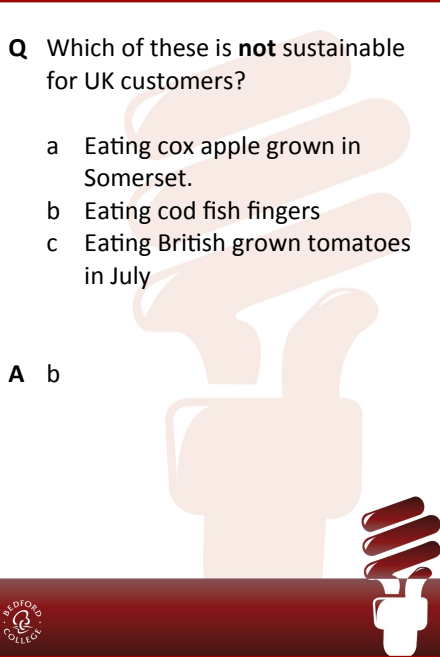 Q Which of these is not sustainable
for UK customers?
a Eating cox apple grown in
Somerset.
b Eating cod fish fingers
c Eating British grown tomatoes
in July
A b
BEDFORD
COLLEGE